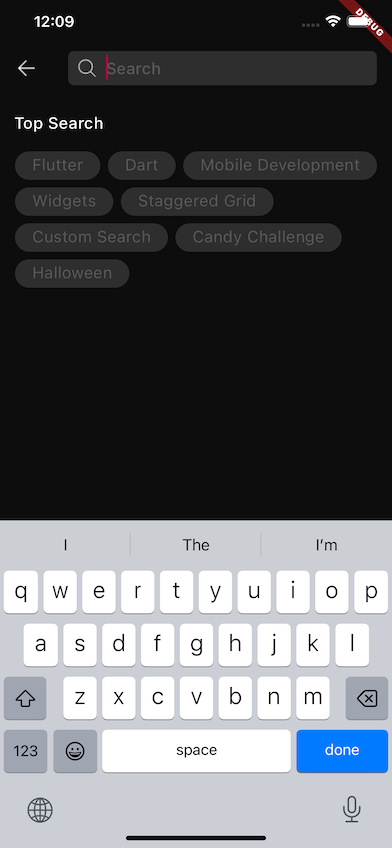 12:09
DEBUG
Search
Top Search
Flutter Dart Mobile Development
Widgets Staggered Grid
Custom Search Candy Challenge
Halloween
I The I'm
q w e r t y u i o p
a s d f g h j k l
z x c v b n m
123 space done